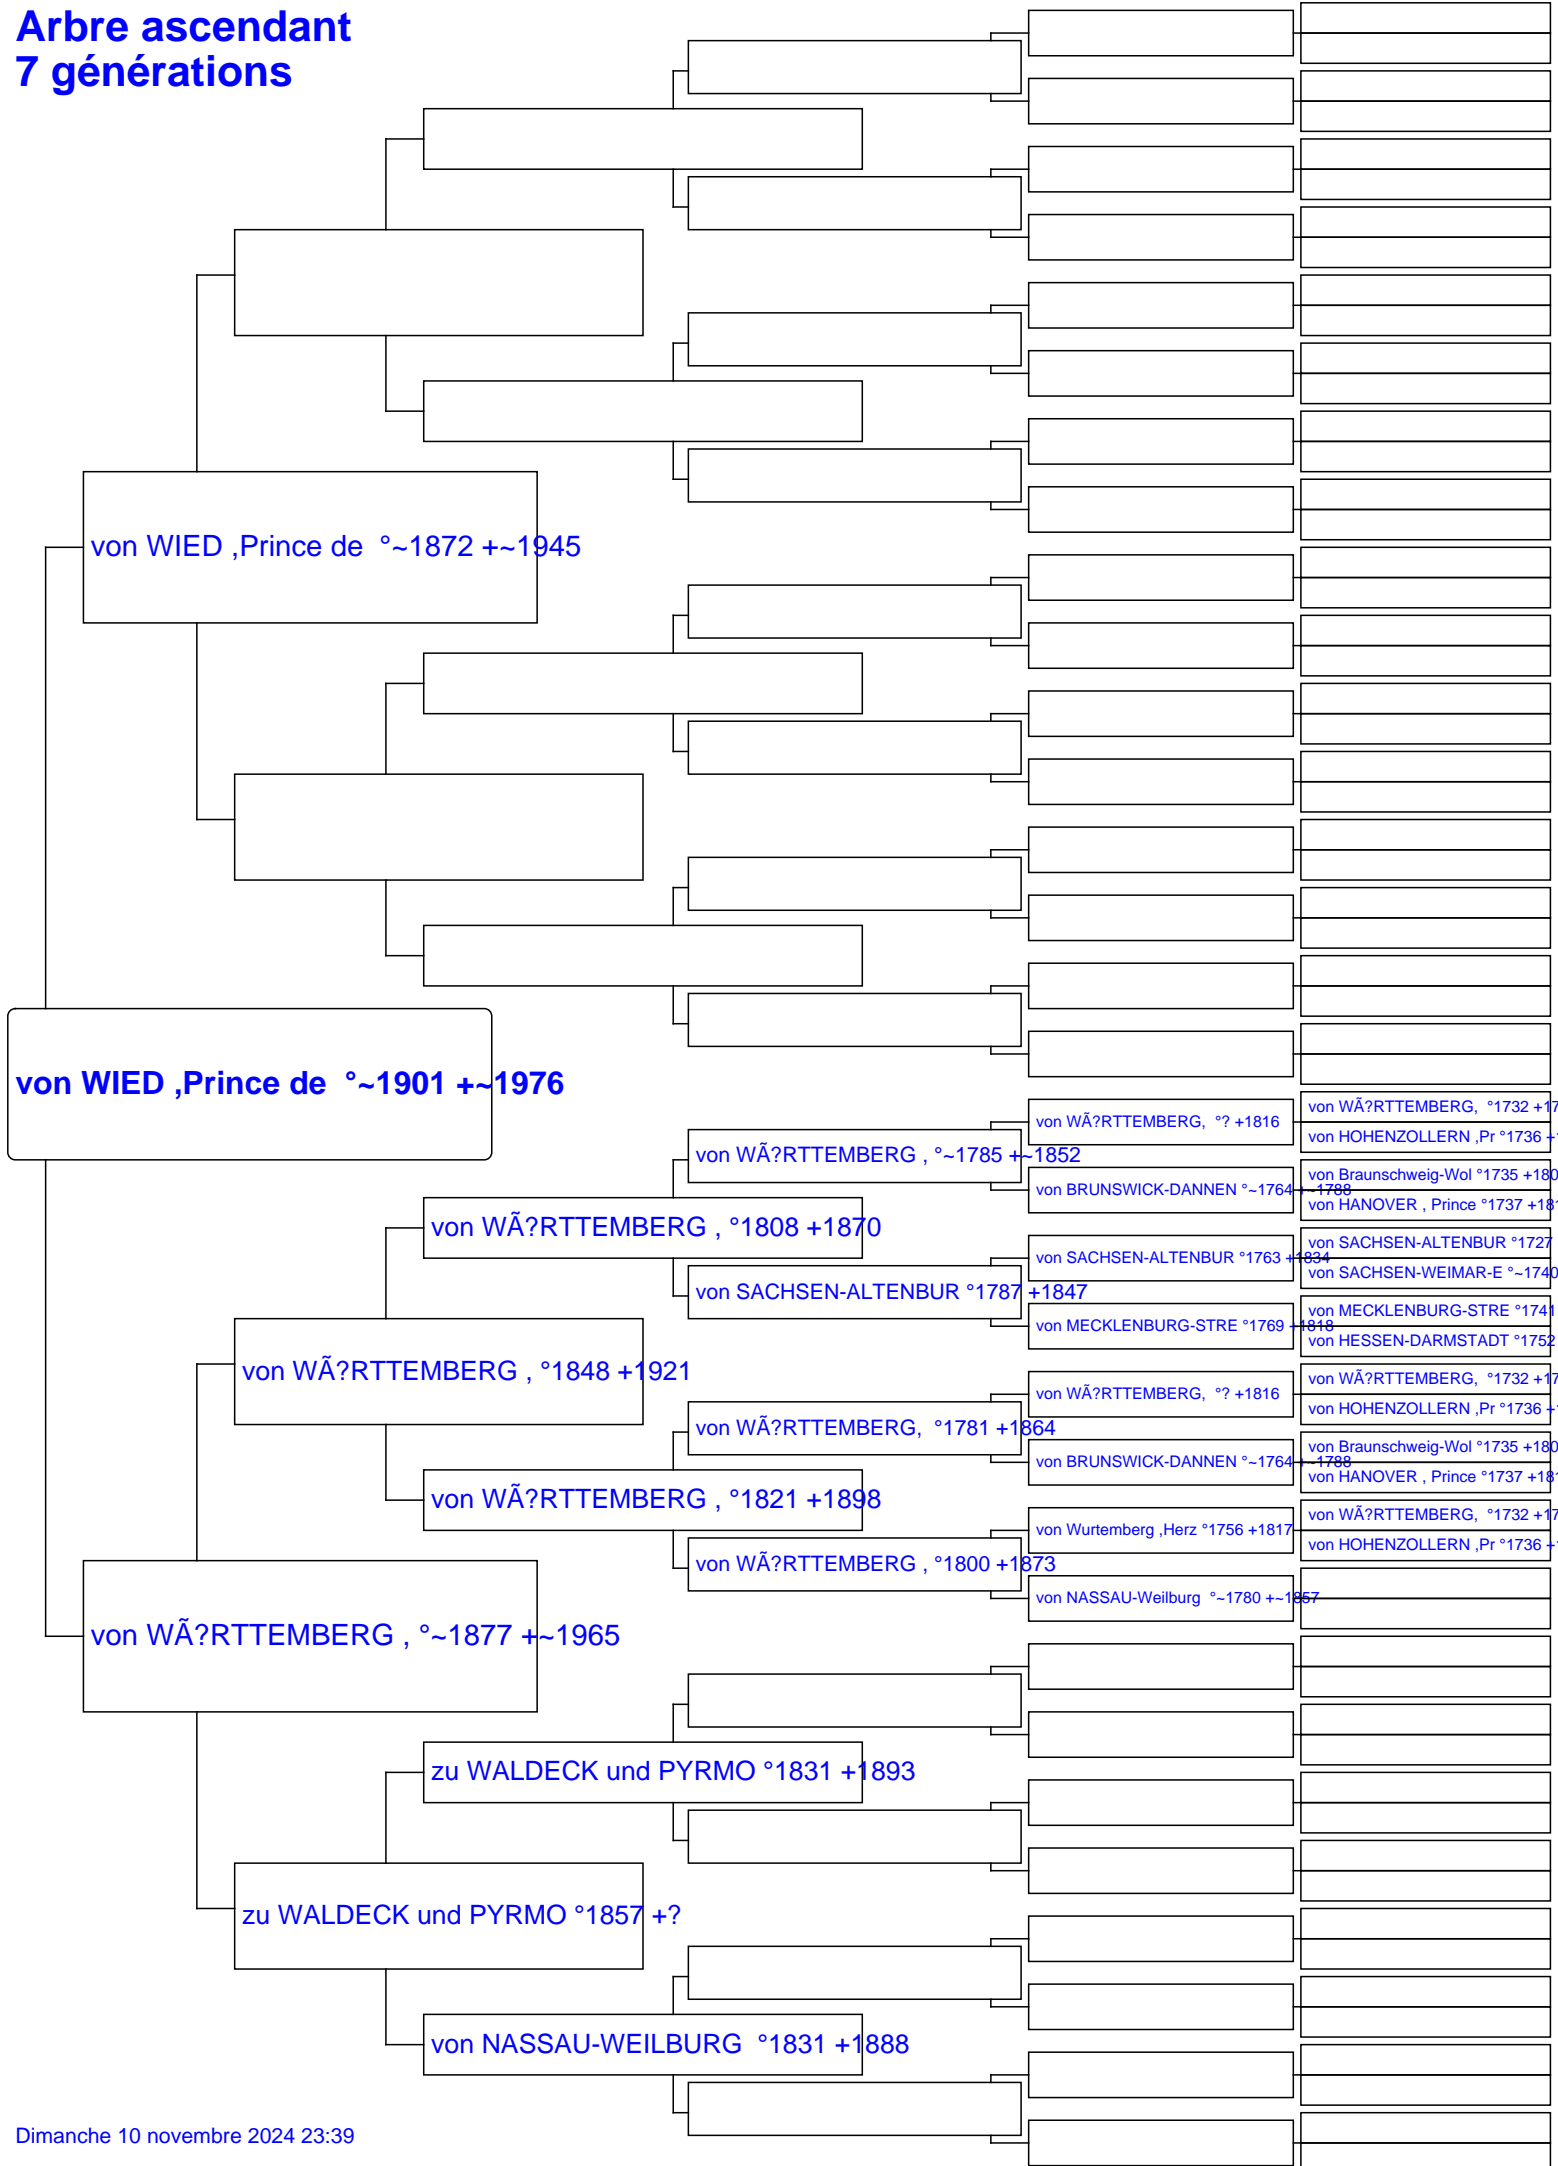 Arbre ascendant
7 générations
von WIED ,Prince de  °~1872 +~1945
von WIED ,Prince de  °~1901 +~1976
von WÃ?RTTEMBERG,  °? +1816
von WÃ?RTTEMBERG,  °1732 +17
von HOHENZOLLERN ,Pr °1736 +1
von WÃ?RTTEMBERG , °~1785 +~1852
von BRUNSWICK-DANNEN °~1764 +~1788
von Braunschweig-Wol °1735 +180
von HANOVER , Prince °1737 +181
von WÃ?RTTEMBERG , °1808 +1870
von SACHSEN-ALTENBUR °1763 +1834
von SACHSEN-ALTENBUR °1727
von SACHSEN-WEIMAR-E °~1740
von SACHSEN-ALTENBUR °1787 +1847
von MECKLENBURG-STRE °1769 +1818
von MECKLENBURG-STRE °1741
von HESSEN-DARMSTADT °1752
von WÃ?RTTEMBERG , °1848 +1921
von WÃ?RTTEMBERG,  °? +1816
von WÃ?RTTEMBERG,  °1732 +17
von HOHENZOLLERN ,Pr °1736 +1
von WÃ?RTTEMBERG,  °1781 +1864
von BRUNSWICK-DANNEN °~1764 +~1788
von Braunschweig-Wol °1735 +180
von HANOVER , Prince °1737 +181
von WÃ?RTTEMBERG , °1821 +1898
von Wurtemberg ,Herz °1756 +1817
von WÃ?RTTEMBERG,  °1732 +17
von HOHENZOLLERN ,Pr °1736 +1
von WÃ?RTTEMBERG , °1800 +1873
von NASSAU-Weilburg  °~1780 +~1857
von WÃ?RTTEMBERG , °~1877 +~1965
zu WALDECK und PYRMO °1831 +1893
zu WALDECK und PYRMO °1857 +?
von NASSAU-WEILBURG  °1831 +1888
Dimanche 10 novembre 2024 23:39